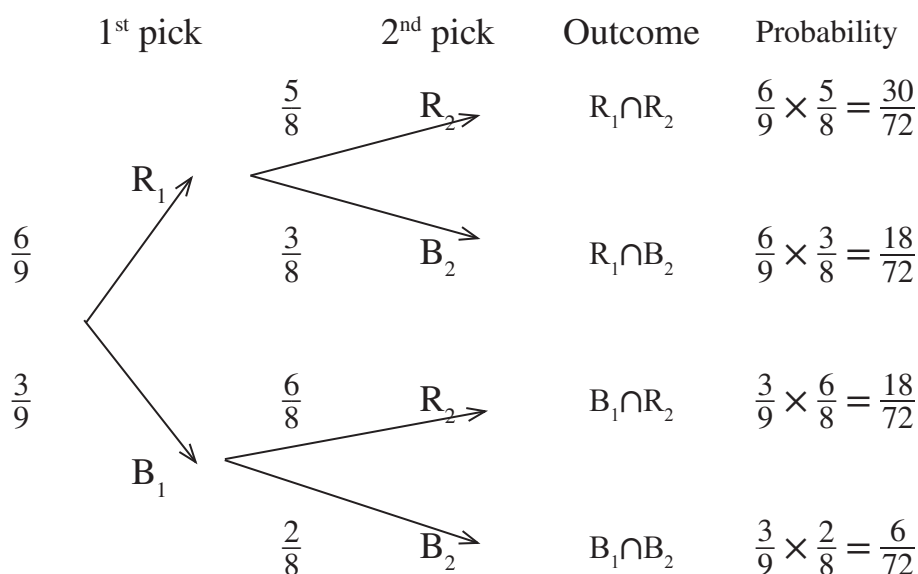 1st pick 2nd pick Outcome Probability
5/8 R₂ R₁∩R₂ 6/9 × 5/8 = 30/72
R₁
6/9 3/8 B₂ R₁∩B₂ 6/9 × 3/8 = 18/72
3/9 6/8 R₂ B₁∩R₂ 3/9 × 6/8 = 18/72
B₁
2/8 B₂ B₁∩B₂ 3/9 × 2/8 = 6/72